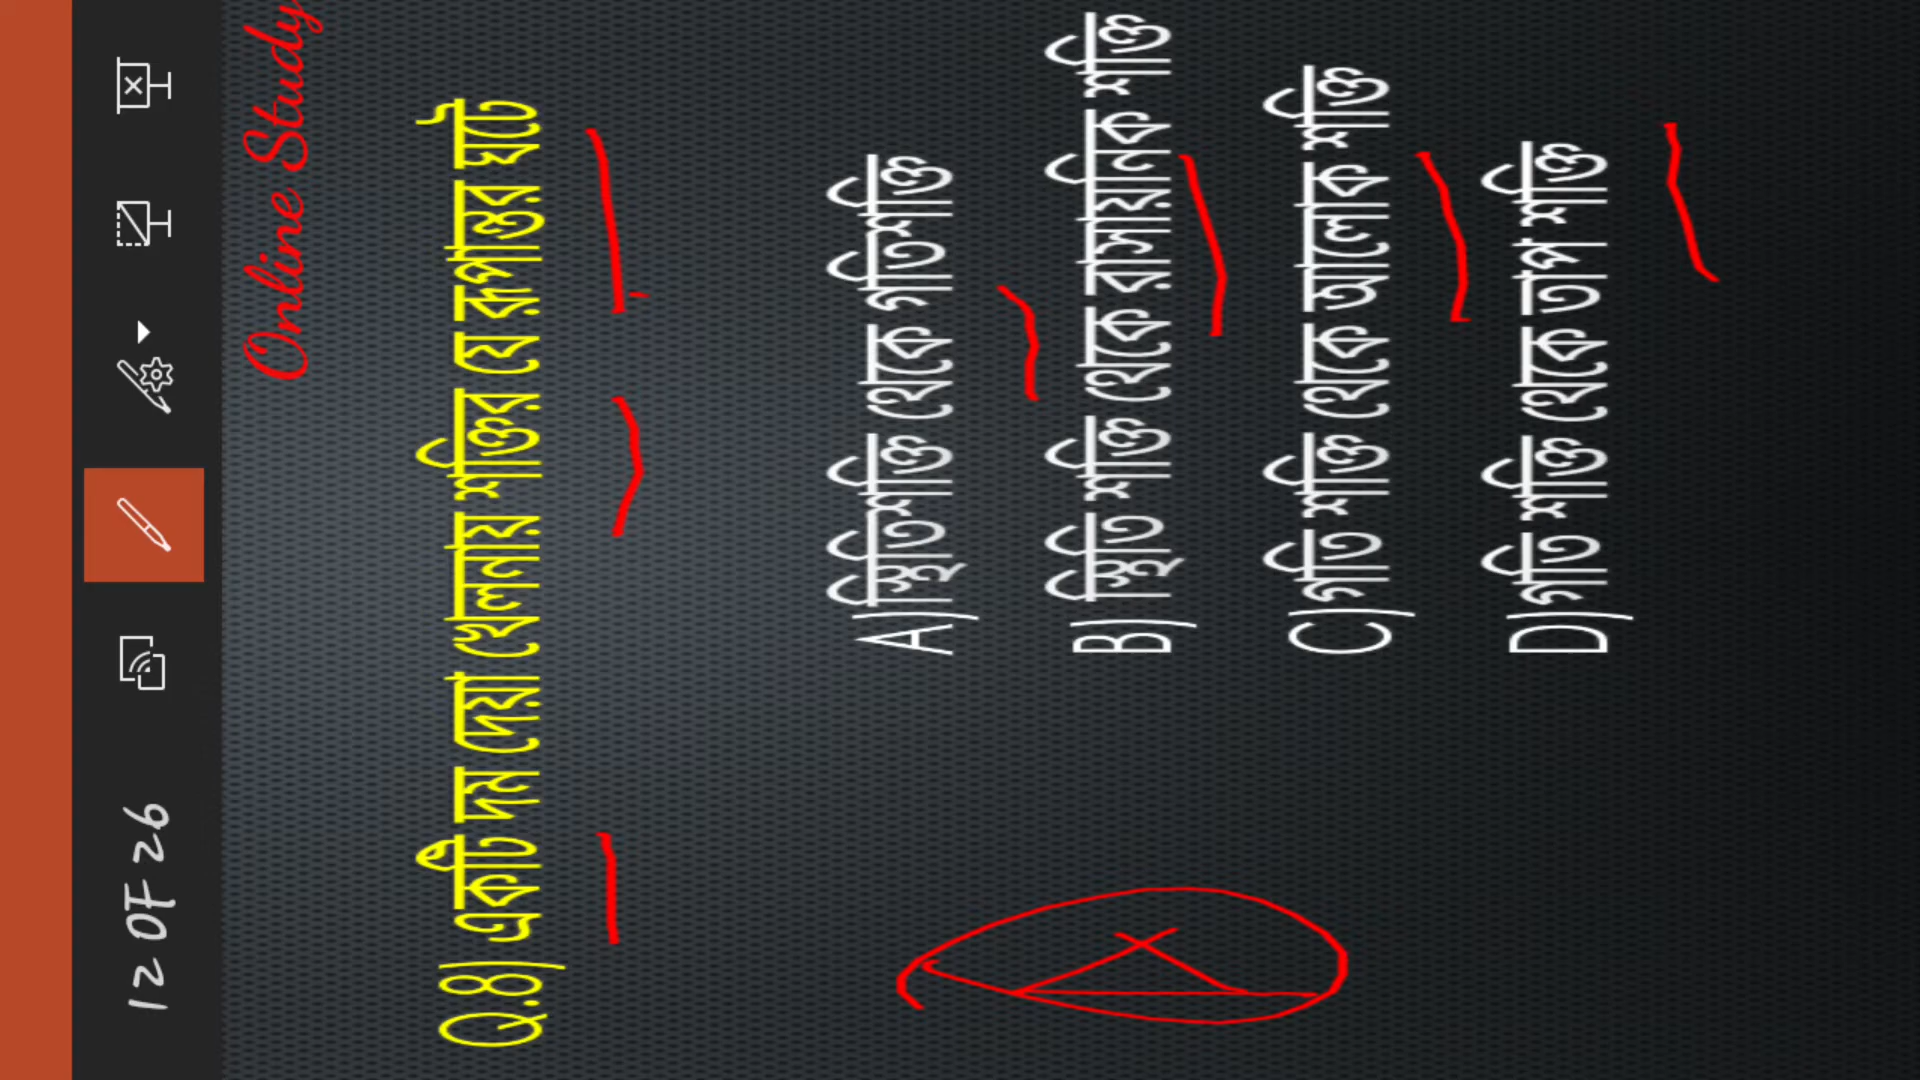 Online Study
Q.8) একটি দম দেয়া খেলনায় শক্তির যে রূপান্তর ঘটে
A)স্থিতিশক্তি থেকে গতিশক্তি
B) স্থিতি শক্তি থেকে রাসায়নিক শক্তি
C)গতি শক্তি থেকে আলোক শক্তি
D)গতি শক্তি থেকে তাপ শক্তি
A
12 OF 26